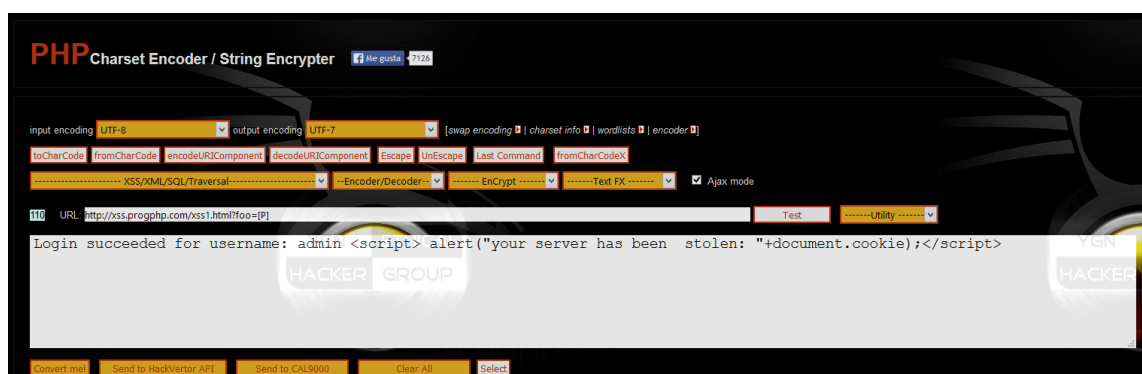 PHP Charset Encoder / String Encrypter Me gusta 7126
input encoding UTF-8 output encoding UTF-7 [swap encoding | charset info | wordlists | encoder ]
toCharCode fromCharCode encodeURIComponent decodeURIComponent Escape UnEscape Last Command fromCharCodeX
----------------------- XSS/XML/SQL/Traversal----------------------- --Encoder/Decoder-- ------- EnCrypt ------- -------Text FX ------- Ajax mode
110 URL: http://xss.progphp.com/xss1.html?foo=[P] Test -------Utility -------
Login succeeded for username: admin <script> alert("your server has been  stolen: "+document.cookie);</script>
YGN
HACKER GROUP HACKER
Convert me! Send to HackVertor API Send to CAL9000 Clear All Select